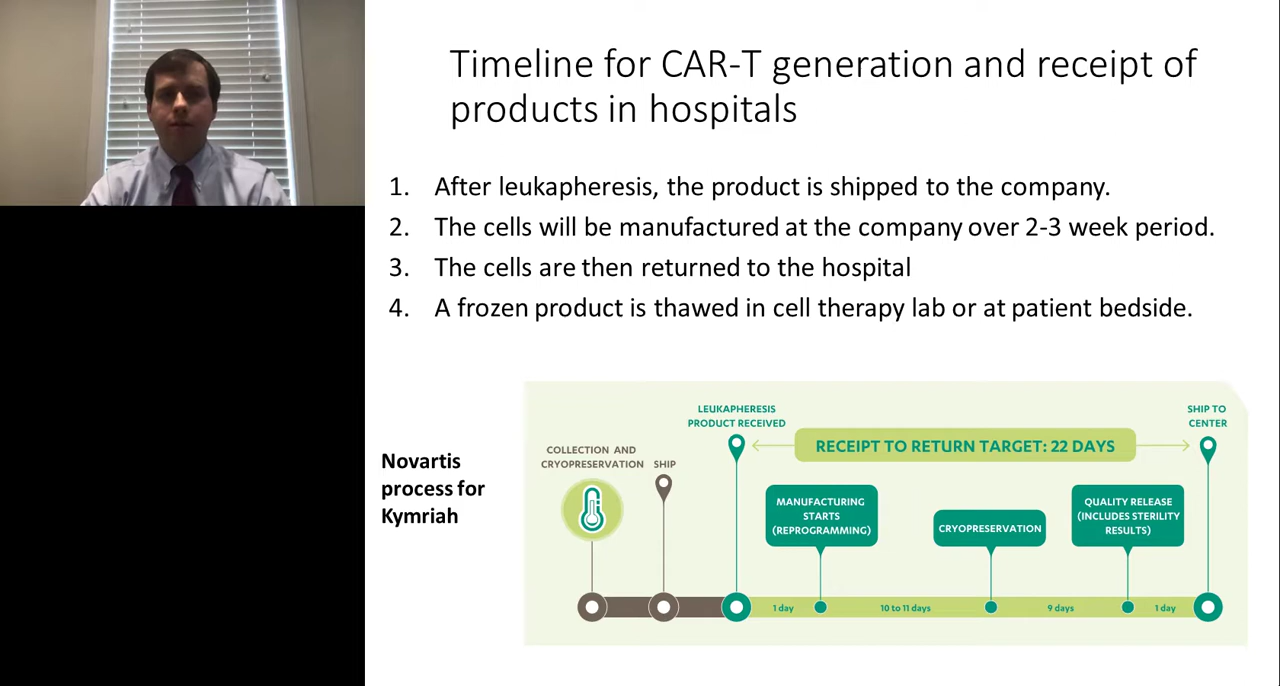 Timeline for CAR-T generation and receipt of
products in hospitals
1. After leukapheresis, the product is shipped to the company.
2. The cells will be manufactured at the company over 2-3 week period.
3. The cells are then returned to the hospital
4. A frozen product is thawed in cell therapy lab or at patient bedside.
Novartis
process for
Kymriah
COLLECTION AND
CRYOPRESERVATION
SHIP
LEUKAPHERESIS
PRODUCT RECEIVED
RECEIPT TO RETURN TARGET: 22 DAYS
SHIP TO
CENTER
MANUFACTURING
STARTS
(REPROGRAMMING)
CRYOPRESERVATION
QUALITY RELEASE
(INCLUDES STERILITY
RESULTS)
1 day
10 to 11 days
9 days
1 day